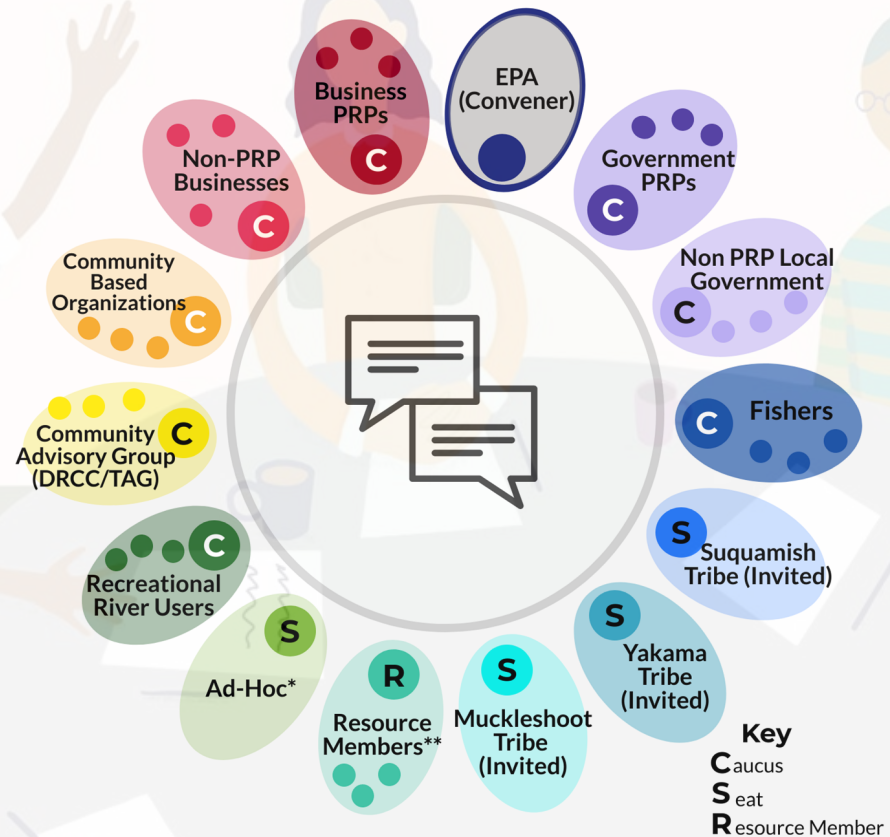 Business
PRPs
C
EPA
(Convener)
Government
PRPs
C
Non PRP Local
Government
C
Fishers
C
Suquamish
Tribe (Invited)
S
Yakama
Tribe
(Invited)
S
Muckleshoot
Tribe
(Invited)
S
Resource
Members**
R
Ad-Hoc*
S
Recreational
River Users
C
Community
Advisory Group
(DRCC/TAG)
C
Community
Based
Organizations
C
Non-PRP
Businesses
C
Key
Caucus
Seat
Resource Member